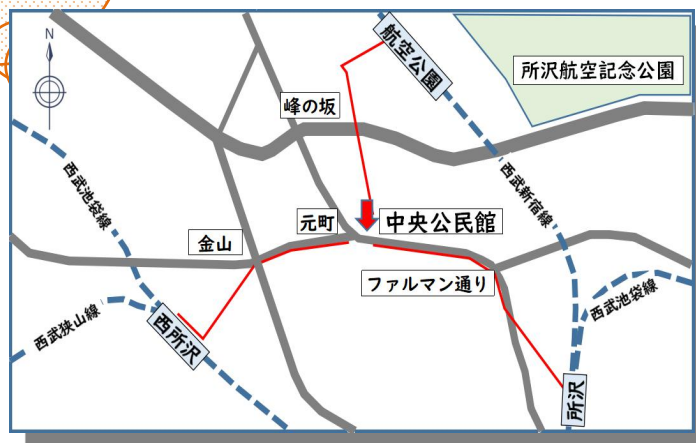 N
航空公園
所沢航空記念公園
峰の坂
西武池袋線
西武新宿線
元町
中央公民館
金山
ファルマン通り
西武狭山線
西所沢
西武池袋線
所沢